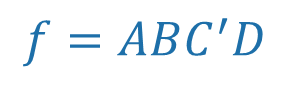 f = ABC′D